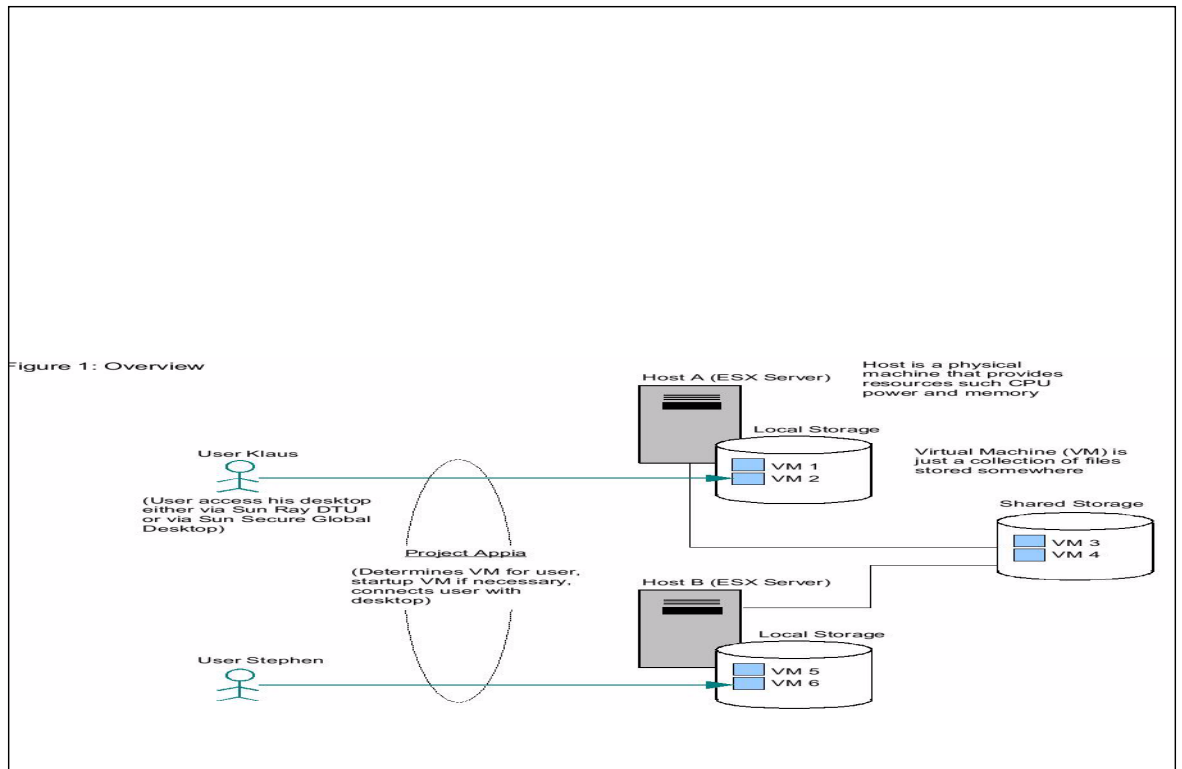 Figure 1: Overview
Host A (ESX Server)
Host is a physical
machine that provides
resources such CPU
power and memory
Local Storage
VM 1
VM 2
User Klaus
(User access his desktop
either via Sun Ray DTU
or via Sun Secure Global
Desktop)
Virtual Machine (VM) is
just a collection of files
stored somewhere
Shared Storage
VM 3
VM 4
Project Appia
(Determines VM for user,
startup VM if necessary,
connects user with
desktop)
Host B (ESX Server)
Local Storage
VM 5
VM 6
User Stephen